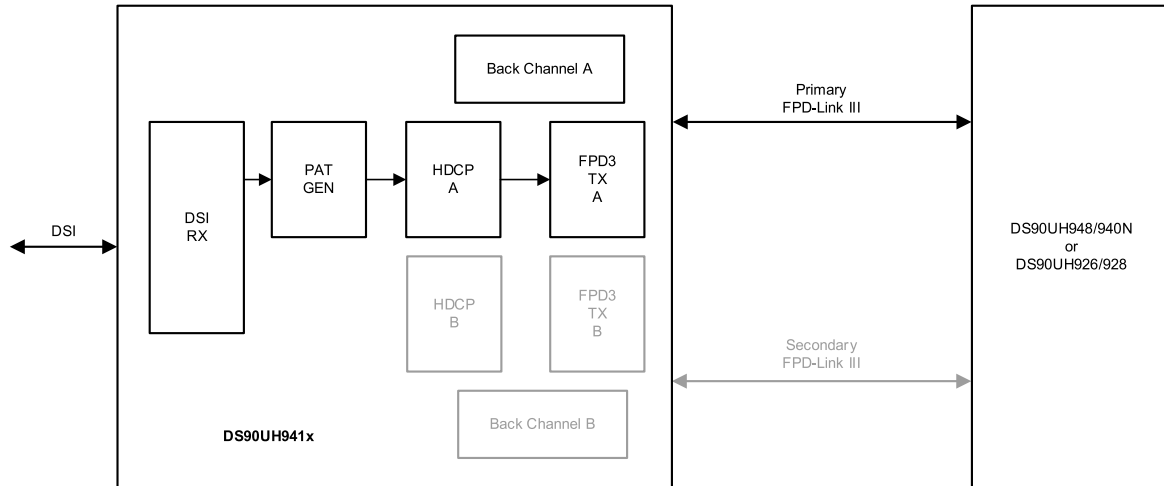 Back Channel A
Primary
FPD-Link III
DSI
DSI
RX
PAT
GEN
HDCP
A
FPD3
TX
A
HDCP
B
FPD3
TX
B
Back Channel B
DS90UH941x
Secondary
FPD-Link III
DS90UH948/940N
or
DS90UH926/928